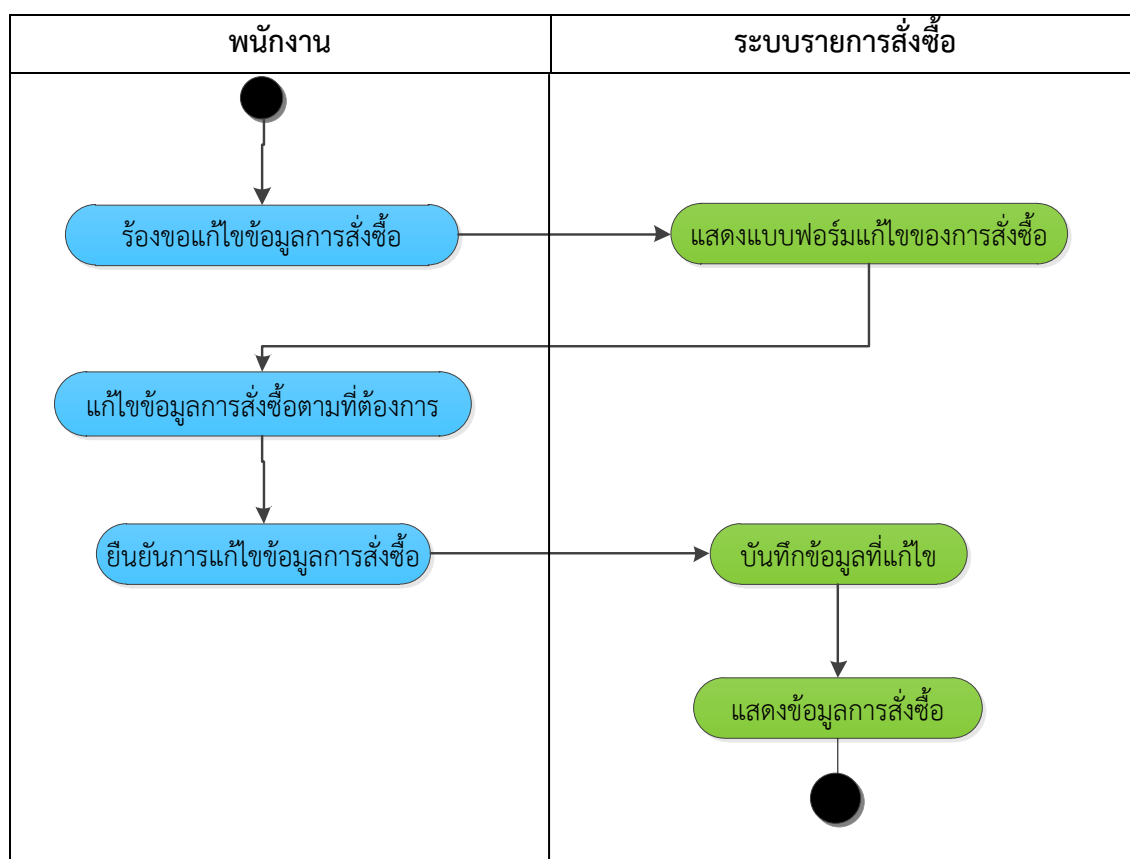 พนักงาน
ระบบรายการสั่งซื้อ
ร้องขอแก้ไขข้อมูลการสั่งซื้อ
แสดงแบบฟอร์มแก้ไขของการสั่งซื้อ
แก้ไขข้อมูลการสั่งซื้อตามที่ต้องการ
ยืนยันการแก้ไขข้อมูลการสั่งซื้อ
บันทึกข้อมูลที่แก้ไข
แสดงข้อมูลการสั่งซื้อ